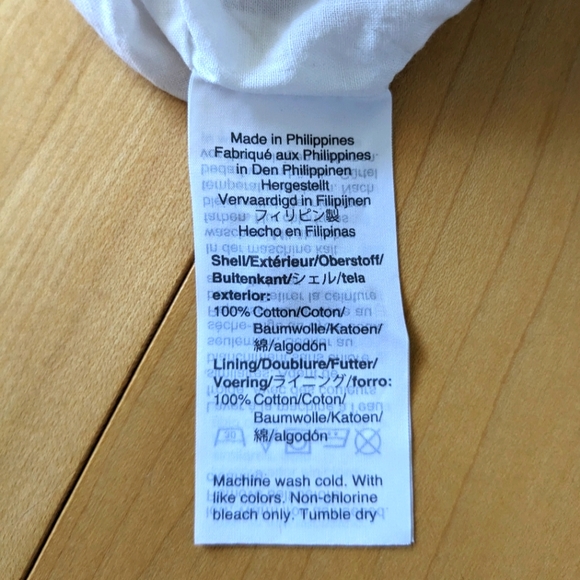 Made in Philippines
Fabriqué aux Philippines
in Den Philippinen
Hergestellt
Vervaardigd in Filipijnen
フィリピン製
Hecho en Filipinas
Shell/Extérieur/Oberstoff/
Buitenkant/シェル/tela
exterior:
100% Cotton/Coton/
Baumwolle/Katoen/
綿/algodón
Lining/Doublure/Futter/
Voering/ライニング/forro:
100% Cotton/Coton/
Baumwolle/Katoen/
綿/algodón
Machine wash cold. With
like colors. Non-chlorine
bleach only. Tumble dry